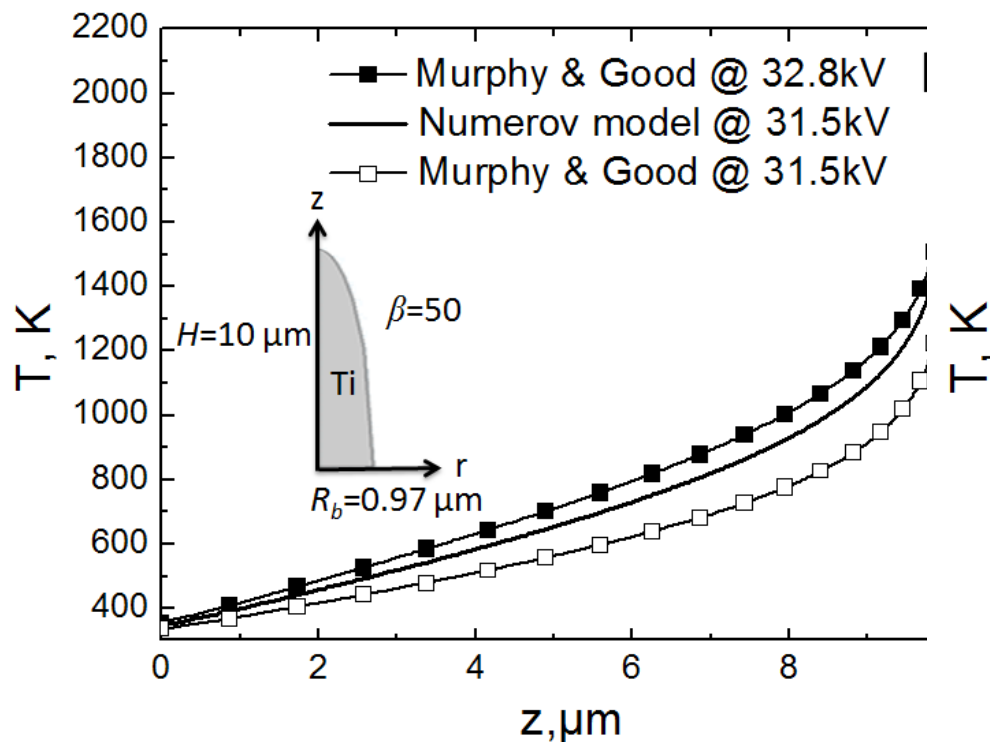 2200
2000
1800
1600
1400
1200
1000
800
600
400
T, K
Murphy & Good @ 32.8kV
Numerov model @ 31.5kV
Murphy & Good @ 31.5kV
z
H=10 μm
β=50
Ti
r
R_b=0.97 μm
T, K
0 2 4 6 8
z,μm